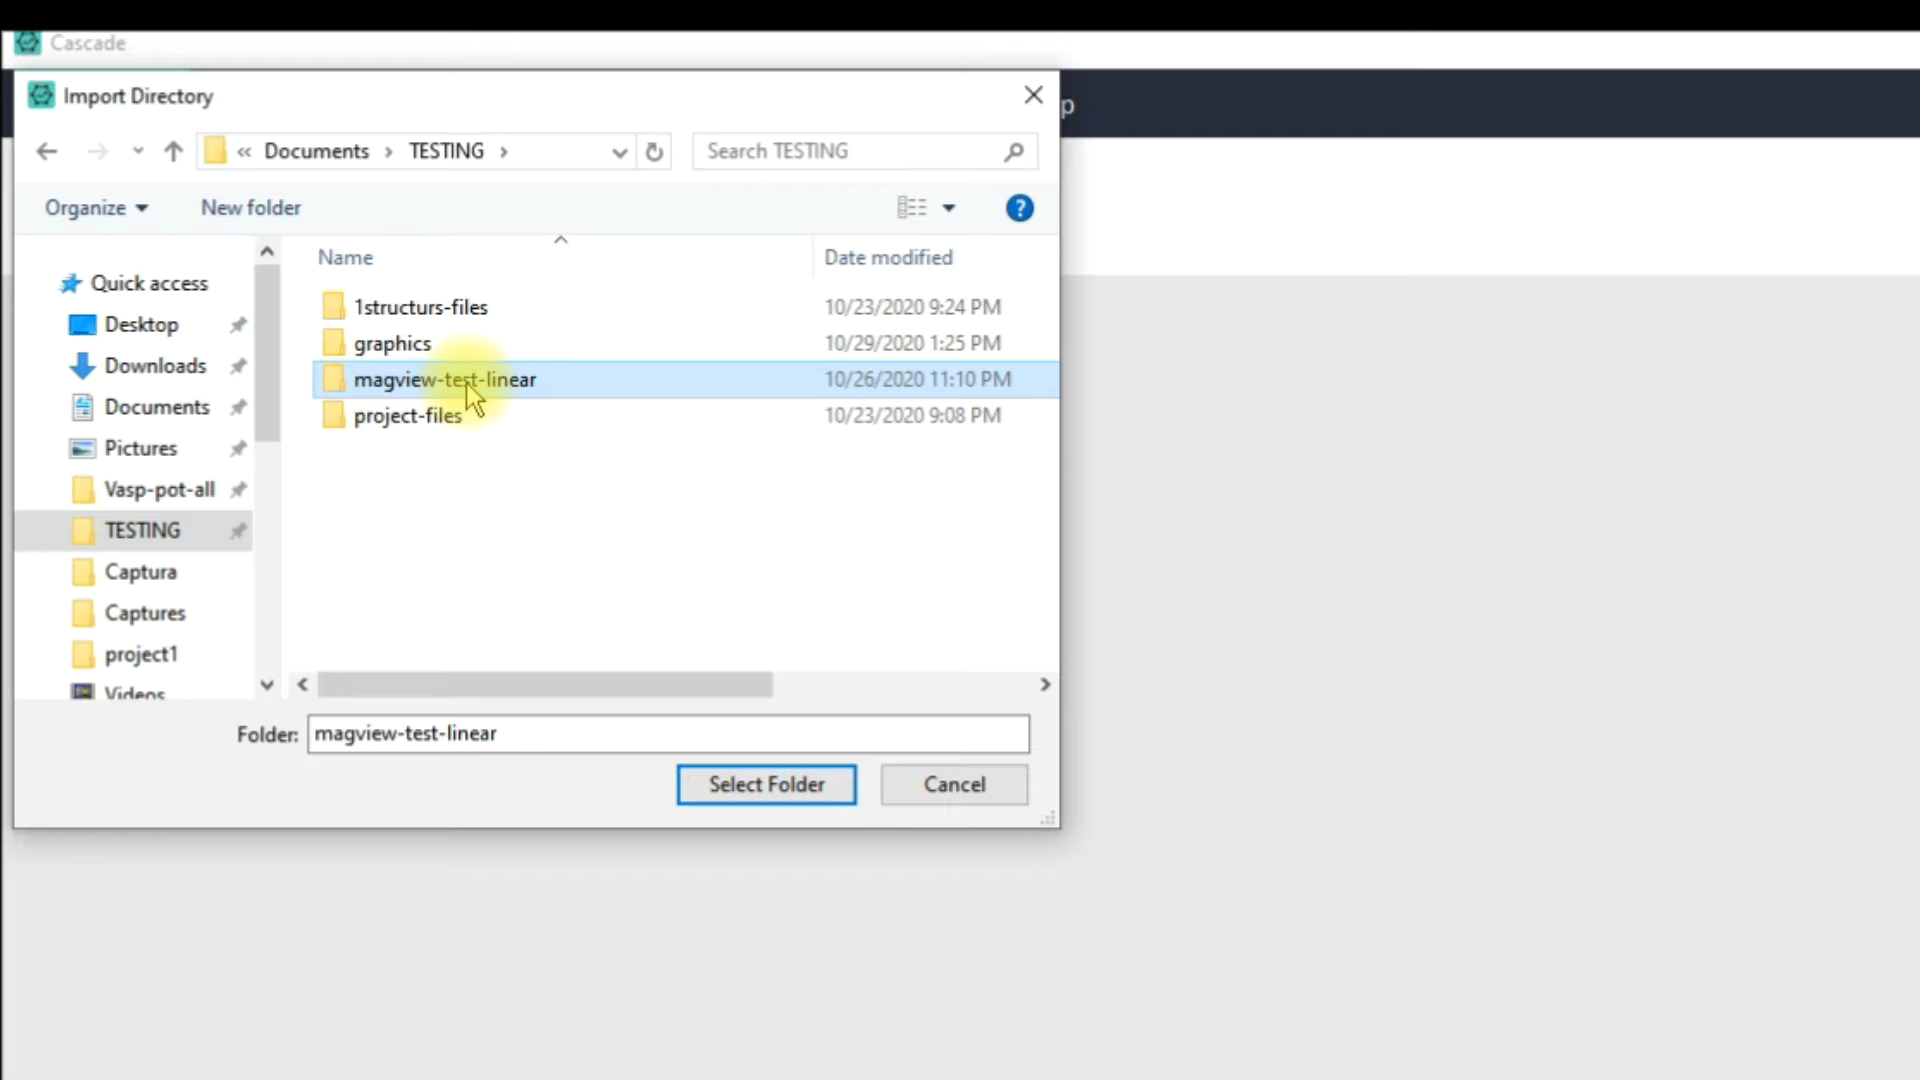 Cascade
Import Directory
p
« Documents > TESTING >
Search TESTING
Organize
New folder
?
Name
Date modified
Quick access
Desktop
Downloads
Documents
Pictures
Vasp-pot-all
TESTING
Captura
Captures
project1
Videos
1structurs-files 10/23/2020 9:24 PM
graphics 10/29/2020 1:25 PM
magview-test-linear 10/26/2020 11:10 PM
project-files 10/23/2020 9:08 PM
Folder: magview-test-linear
Select Folder
Cancel